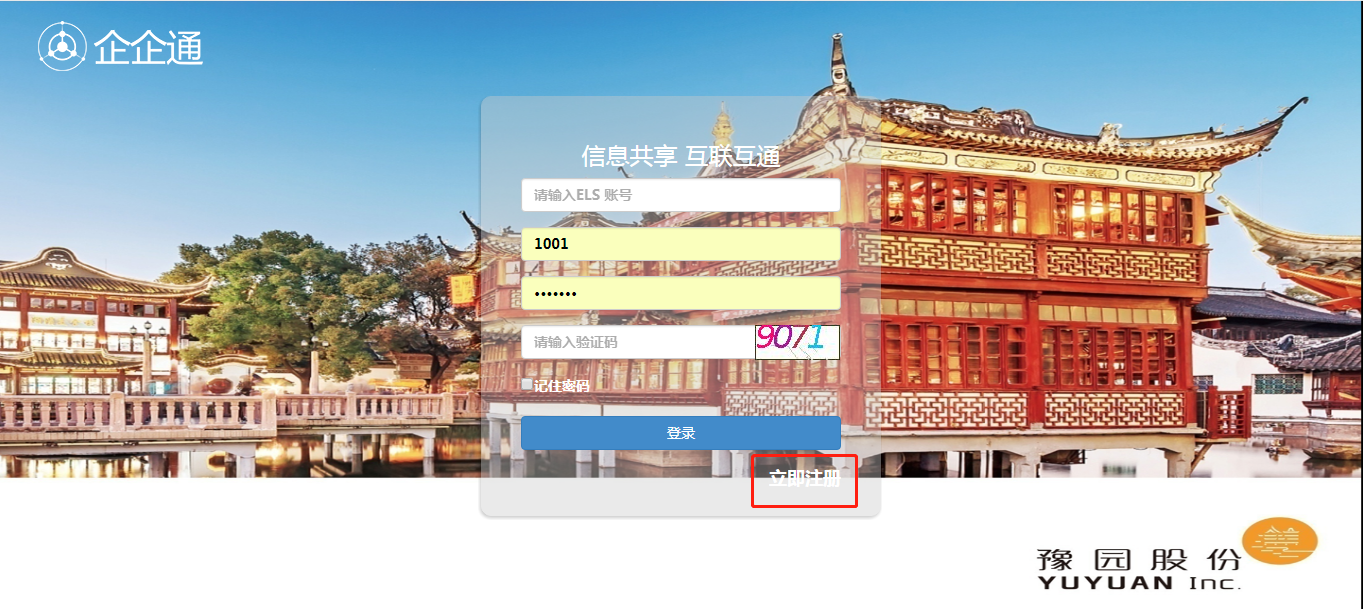 企企通
信息共享 互联互通
请输入ELS 账号
1001
•••••••
请输入验证码
9071
记住密码
登录
立即注册
豫园股份
YUYUAN Inc.